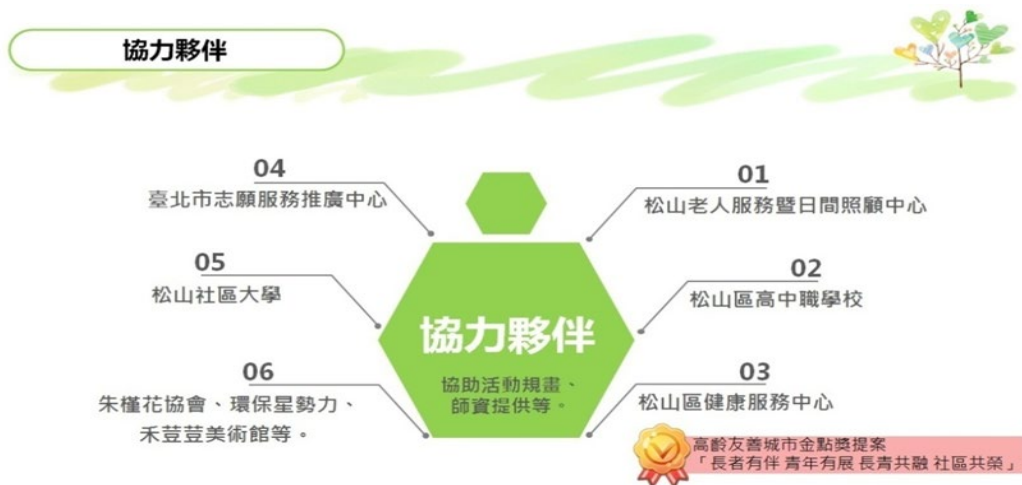 協力夥伴
04
臺北市志願服務推廣中心
01
松山老人服務暨日間照顧中心
05
松山社區大學
02
松山區高中職學校
協力夥伴
協助活動規畫、
師資提供等。
06
朱槿花協會、環保星勢力、
禾荳荳美術館等。
03
松山區健康服務中心
高齡友善城市金點獎提案
「長者有伴 青年有展 長青共融 社區共榮」